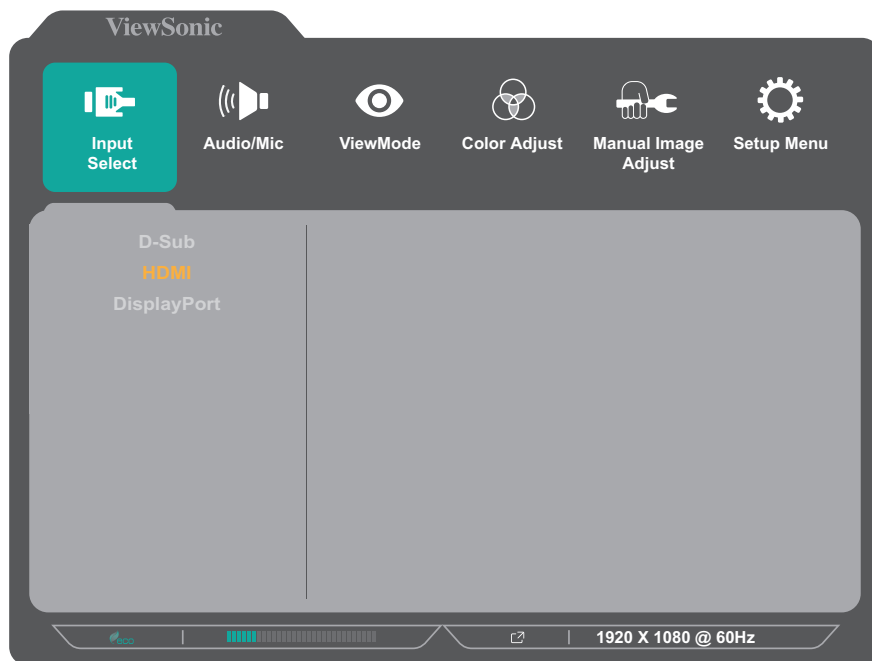 ViewSonic
Input
Select
Audio/Mic
ViewMode
Color Adjust
Manual Image
Adjust
Setup Menu
D-Sub
HDMI
DisplayPort
eco
1920 X 1080 @ 60Hz